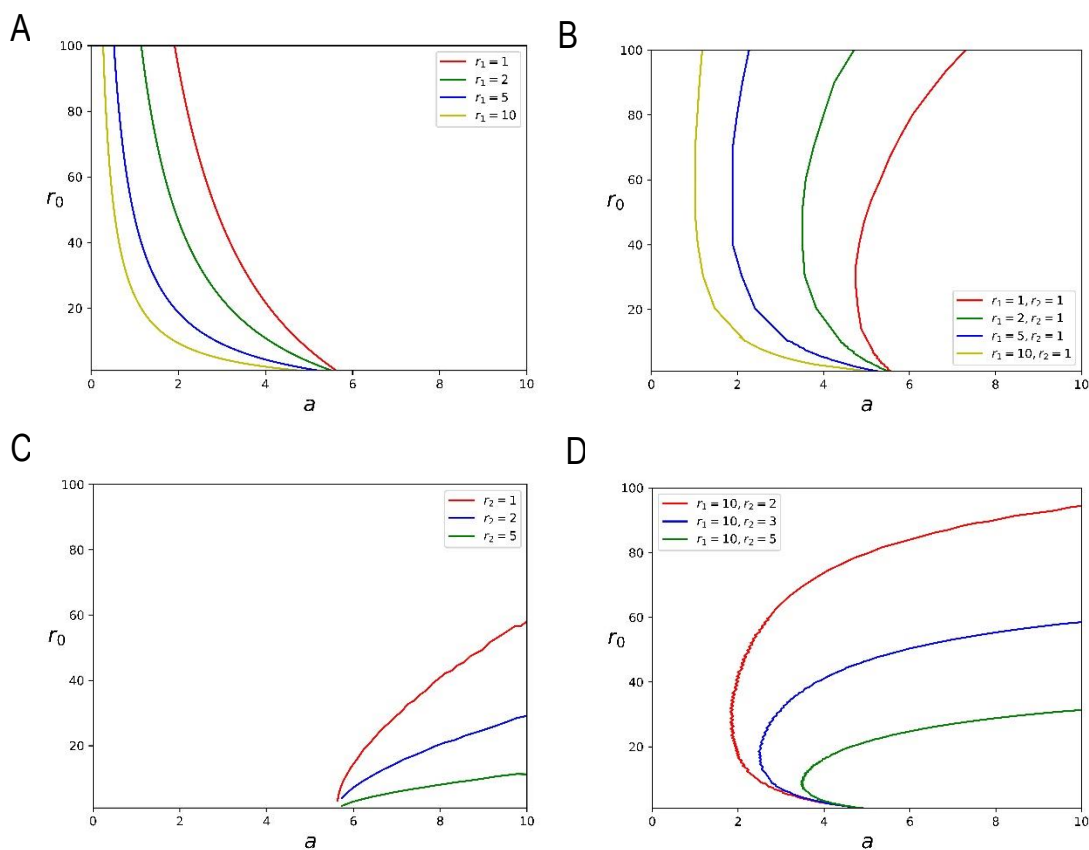 A
100
80
60
40
20
r₀
0
2
4
6
8
10
a
r₁ = 1
r₁ = 2
r₁ = 5
r₁ = 10
B
100
80
60
40
20
r₀
0
2
4
6
8
10
a
r₁ = 1, r₂ = 1
r₁ = 2, r₂ = 1
r₁ = 5, r₂ = 1
r₁ = 10, r₂ = 1
C
100
80
60
40
20
r₀
0
2
4
6
8
10
a
r₂ = 1
r₂ = 2
r₂ = 5
D
100
80
60
40
20
r₀
0
2
4
6
8
10
a
r₁ = 10, r₂ = 2
r₁ = 10, r₂ = 3
r₁ = 10, r₂ = 5